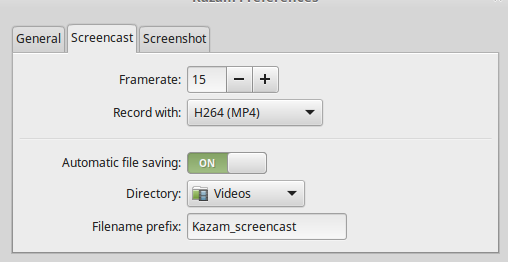 Kazam Preferences
General Screencast Screenshot
Framerate: 15
Record with: H264 (MP4)
Automatic file saving: ON
Directory: Videos
Filename prefix: Kazam_screencast